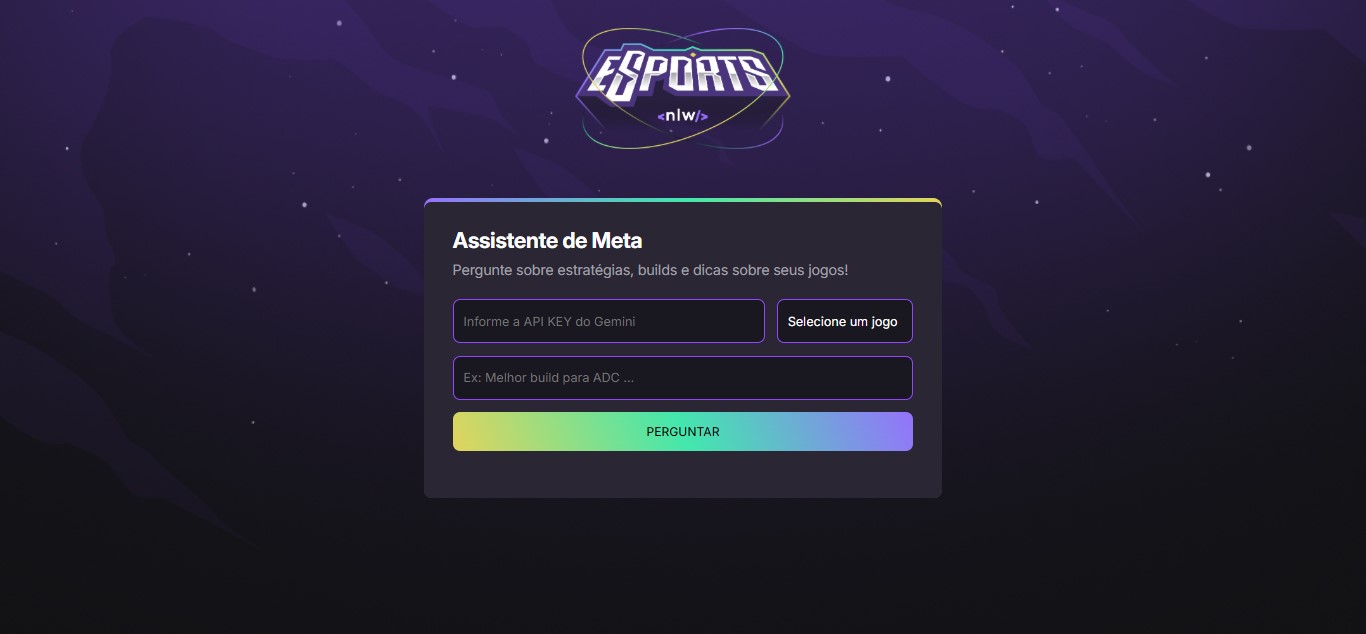 ESPORTS
<nlw/>
Assistente de Meta
Pergunte sobre estratégias, builds e dicas sobre seus jogos!
Informe a API KEY do Gemini
Selecione um jogo
Ex: Melhor build para ADC ...
PERGUNTAR